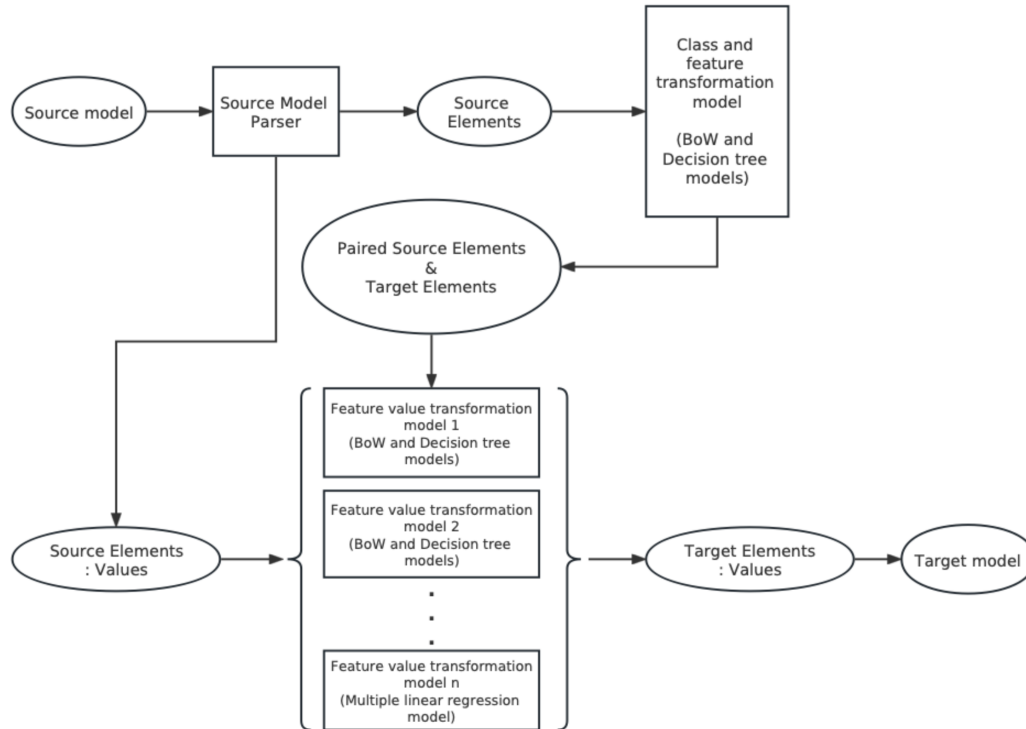 Source model
Source Model
Parser
Source
Elements
Class and
feature
transformation
model
(BoW and
Decision tree
models)
Paired Source Elements
&
Target Elements
Feature value transformation
model 1
(BoW and Decision tree
models)
Feature value transformation
model 2
(BoW and Decision tree
models)
.
.
.
Feature value transformation
model n
(Multiple linear regression
model)
Source Elements
: Values
Target Elements
: Values
Target model